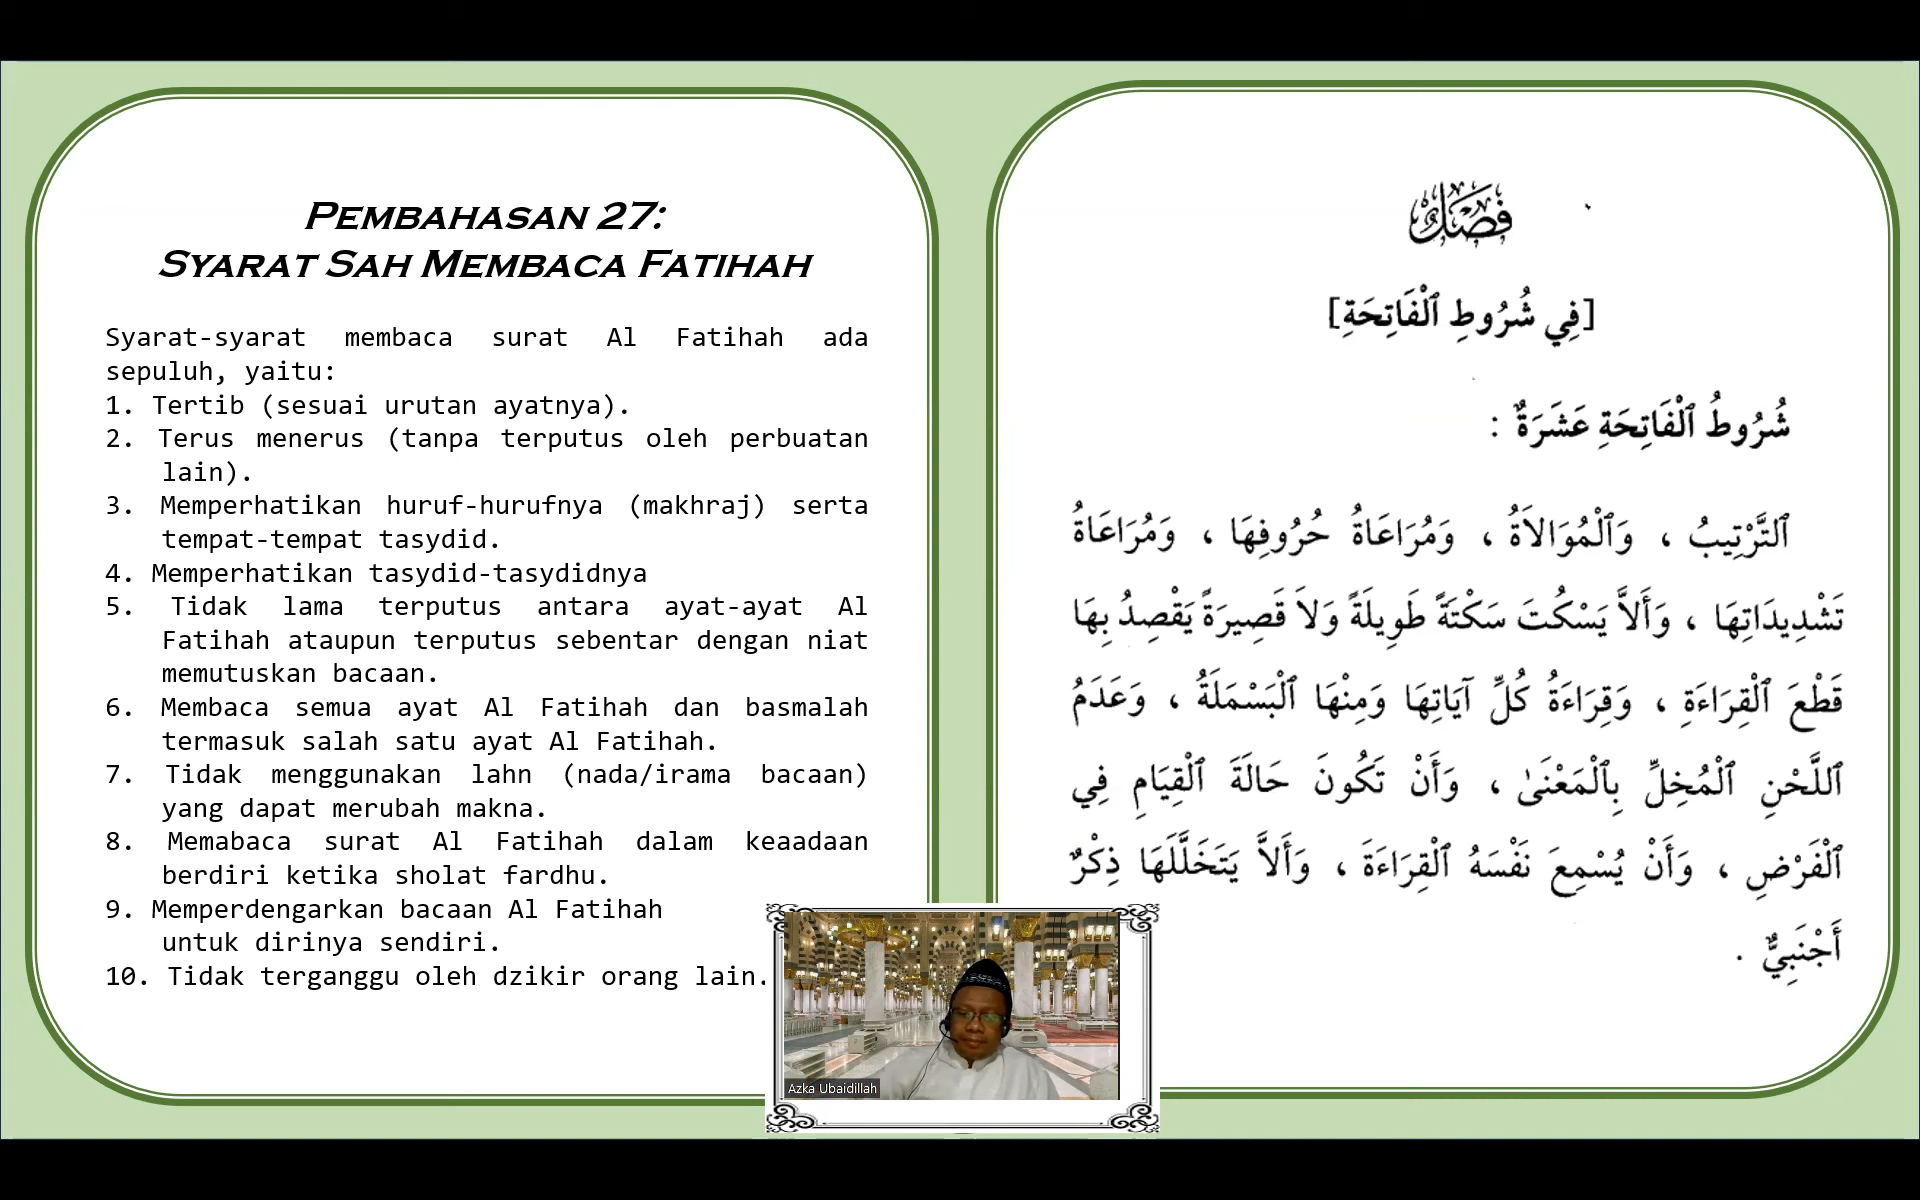 PEMBAHASAN 27:
SYARAT SAH MEMBACA FATIHAH
Syarat-syarat membaca surat Al Fatihah ada
sepuluh, yaitu:
1. Tertib (sesuai urutan ayatnya).
2. Terus menerus (tanpa terputus oleh perbuatan
lain).
3. Memperhatikan huruf-hurufnya (makhraj) serta
tempat-tempat tasydid.
4. Memperhatikan tasydid-tasydidnya
5. Tidak lama terputus antara ayat-ayat Al
Fatihah ataupun terputus sebentar dengan niat
memutuskan bacaan.
6. Membaca semua ayat Al Fatihah dan basmalah
termasuk salah satu ayat Al Fatihah.
7. Tidak menggunakan lahn (nada/irama bacaan)
yang dapat merubah makna.
8. Memabaca surat Al Fatihah dalam keaadaan
berdiri ketika sholat fardhu.
9. Memperdengarkan bacaan Al Fatihah
untuk dirinya sendiri.
10. Tidak terganggu oleh dzikir orang lain.
فَصْلٌ
[فِي شُرُوطِ ٱلْفَاتِحَةِ]
شُرُوطُ ٱلْفَاتِحَةِ عَشَرَةٌ :
ٱلتَّرْتِيبُ ، وَٱلْمُوَالاَةُ ، وَمُرَاعَاةُ حُرُوفِهَا ، وَمُرَاعَاةُ
تَشْدِيدَاتِهَا ، وَأَلاَّ يَسْكُتَ سَكْتَةً طَوِيلَةً وَلاَ قَصِيرَةً يَقْصِدُ بِهَا
قَطْعَ ٱلْقِرَاءَةِ ، وَقِرَاءَةُ كُلِّ آيَاتِهَا وَمِنْهَا ٱلْبَسْمَلَةُ ، وَعَدَمُ
ٱللَّحْنِ ٱلْمُخِلِّ بِٱلْمَعْنَىٰ ، وَأَنْ تَكُونَ حَالَةَ ٱلْقِيَامِ فِي
ٱلْفَرْضِ ، وَأَنْ يُسْمِعَ نَفْسَهُ ٱلْقِرَاءَةَ ، وَأَلاَّ يَتَخَلَّلَهَا ذِكْرٌ
أَجْنَبِيٌّ .
Azka Ubaidillah